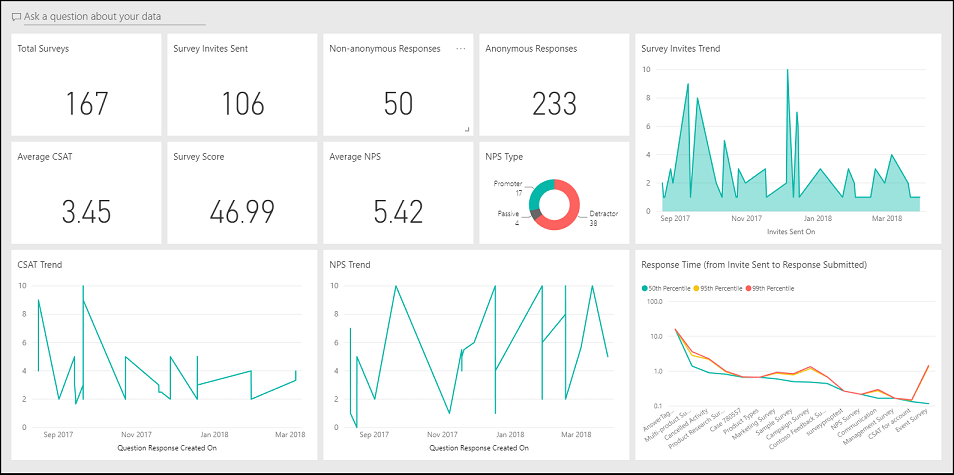 Ask a question about your data
Total Surveys
167
Survey Invites Sent
106
Non-anonymous Responses
50
Anonymous Responses
233
Survey Invites Trend
10
8
6
4
2
0
Sep 2017 Nov 2017 Jan 2018 Mar 2018
Invites Sent On
Average CSAT
3.45
Survey Score
46.99
Average NPS
5.42
NPS Type
Promoter
17
Passive
4
Detractor
38
CSAT Trend
10
8
6
4
2
0
Sep 2017 Nov 2017 Jan 2018 Mar 2018
Question Response Created On
NPS Trend
10
8
6
4
2
0
Sep 2017 Nov 2017 Jan 2018 Mar 2018
Question Response Created On
Response Time (from Invite Sent to Response Submitted)
50th Percentile 95th Percentile 99th Percentile
100.0
10.0
1.0
0.1
AnswerTag...
Multi-product Su...
Cancelled Activity
Product Research Sur...
Case 780557
Product Types
Marketing Survey
Sample Survey
Campaign Survey
Contoso Feedback Su...
surveyproptest
NPS Survey
Communication
Management Survey
CSAT for account
Event Survey